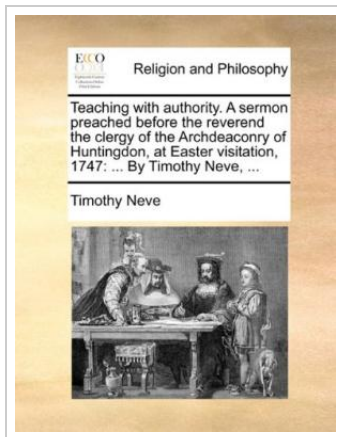 ECCO
Religion and Philosophy
Teaching with authority. A sermon
preached before the reverend
the clergy of the Archdeaconry of
Huntingdon, at Easter visitation,
1747: ... By Timothy Neve, ...
Timothy Neve